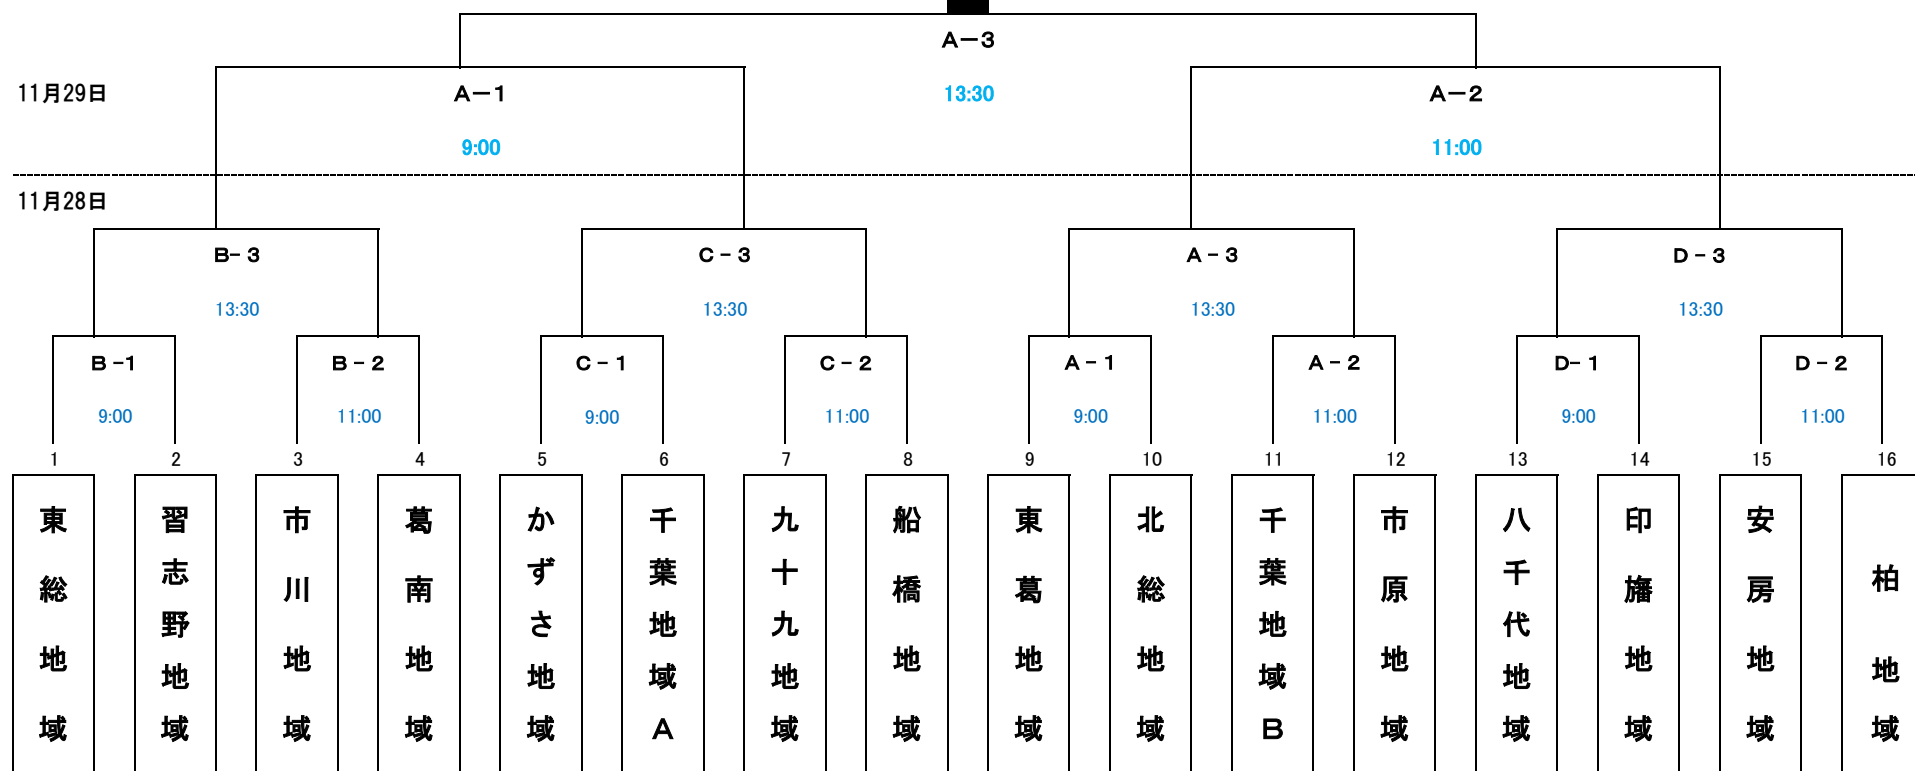 A－3
11月29日
A－1
13:30
A－2
9:00
11:00
11月28日
B-3
C-3
A-3
D-3
13:30
13:30
13:30
13:30
B-1
B-2
C-1
C-2
A-1
A-2
D-1
D-2
9:00
11:00
9:00
11:00
9:00
11:00
9:00
11:00
1
2
3
4
5
6
7
8
9
10
11
12
13
14
15
16
東総地域
習志野地域
市川地域
葛南地域
かずさ地域
千葉地域A
九十九地域
船橋地域
東葛地域
北総地域
千葉地域B
市原地域
八千代地域
印旛地域
安房地域
柏地域